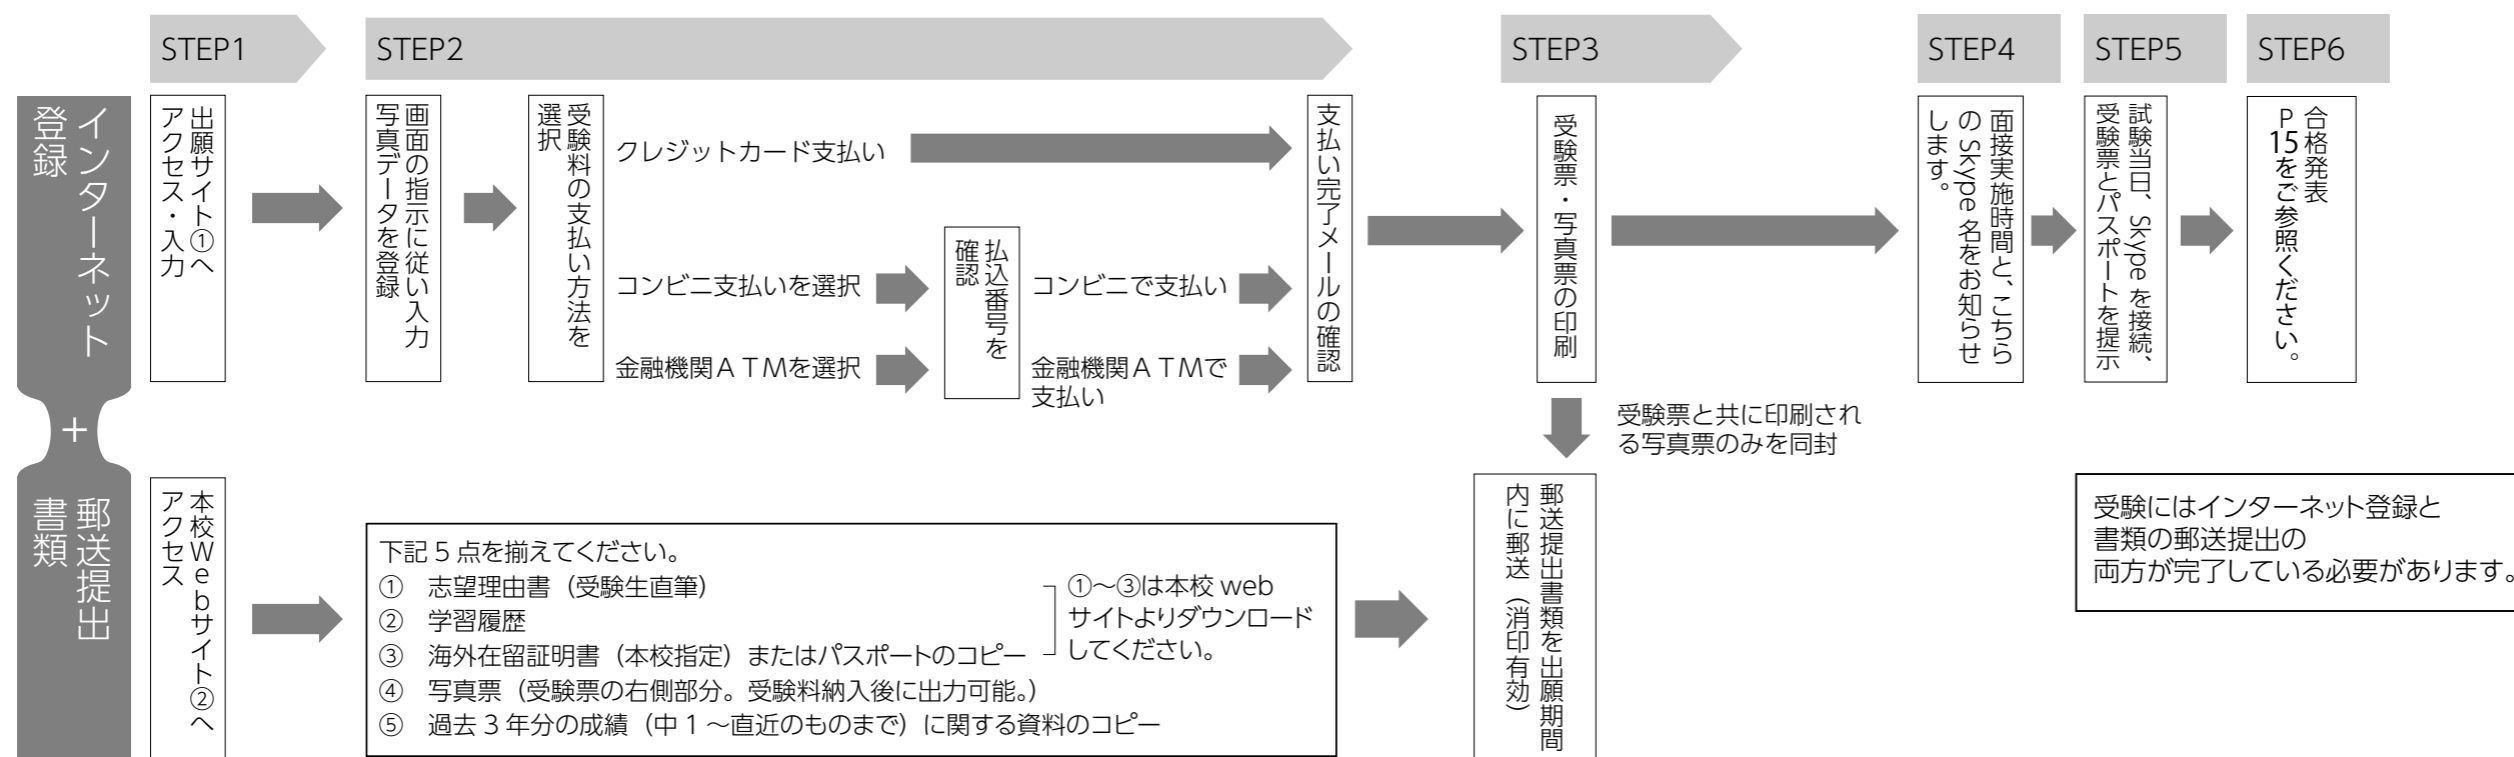 STEP1
STEP2
STEP3
STEP4
STEP5
STEP6
インターネット
登録
出願サイト①へ
アクセス・入力
画面の指示に従い入力
写真データを登録
受験料の支払い方法を
選択
クレジットカード支払い
コンビニ支払いを選択
金融機関ATMを選択
払込番号を
確認
コンビニで支払い
金融機関ATMで
支払い
支払い完了メールの確認
受験票・写真票の印刷
面接実施時間と、こちら
の Skype 名をお知らせ
します。
試験当日、Skype を接続、
受験票とパスポートを提示
合格発表
P15をご参照ください。
+
受験票と共に印刷され
る写真票のみを同封
郵送提出
書類
本校Webサイト②へ
アクセス
下記 5 点を揃えてください。
① 志望理由書（受験生直筆）
② 学習履歴
③ 海外在留証明書（本校指定）またはパスポートのコピー
④ 写真票（受験票の右側部分。受験料納入後に出力可能。）
⑤ 過去 3 年分の成績（中 1 ～直近のものまで）に関する資料のコピー
①～③は本校 web
サイトよりダウンロード
してください。
郵送提出書類を出願期間
内に郵送（消印有効）
受験にはインターネット登録と
書類の郵送提出の
両方が完了している必要があります。